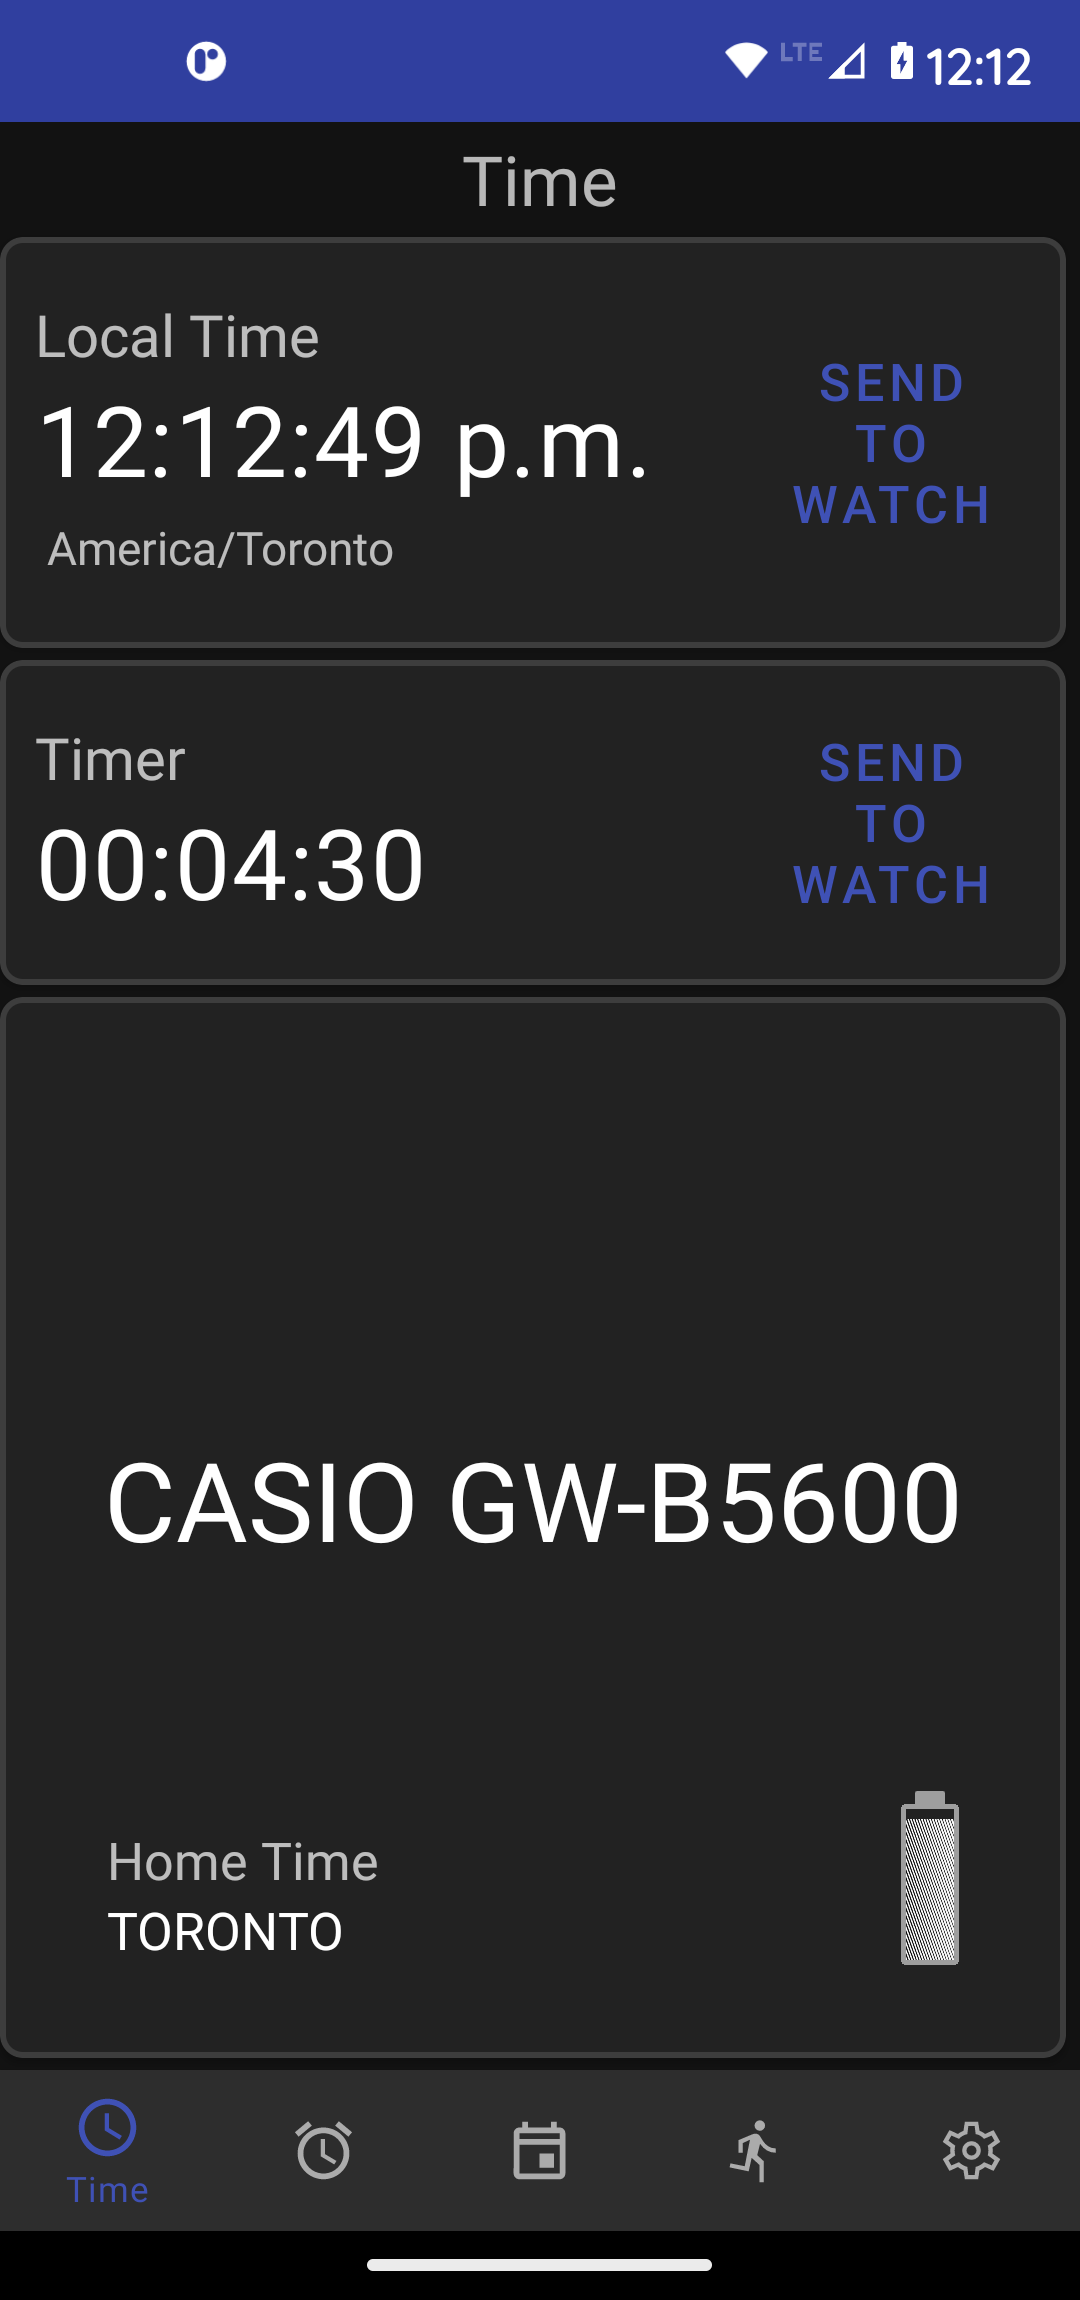 LTE 12:12
Time
Local Time
12:12:49 p.m.
America/Toronto
SEND
TO
WATCH
Timer
00:04:30
SEND
TO
WATCH
CASIO GW-B5600
Home Time
TORONTO
Time